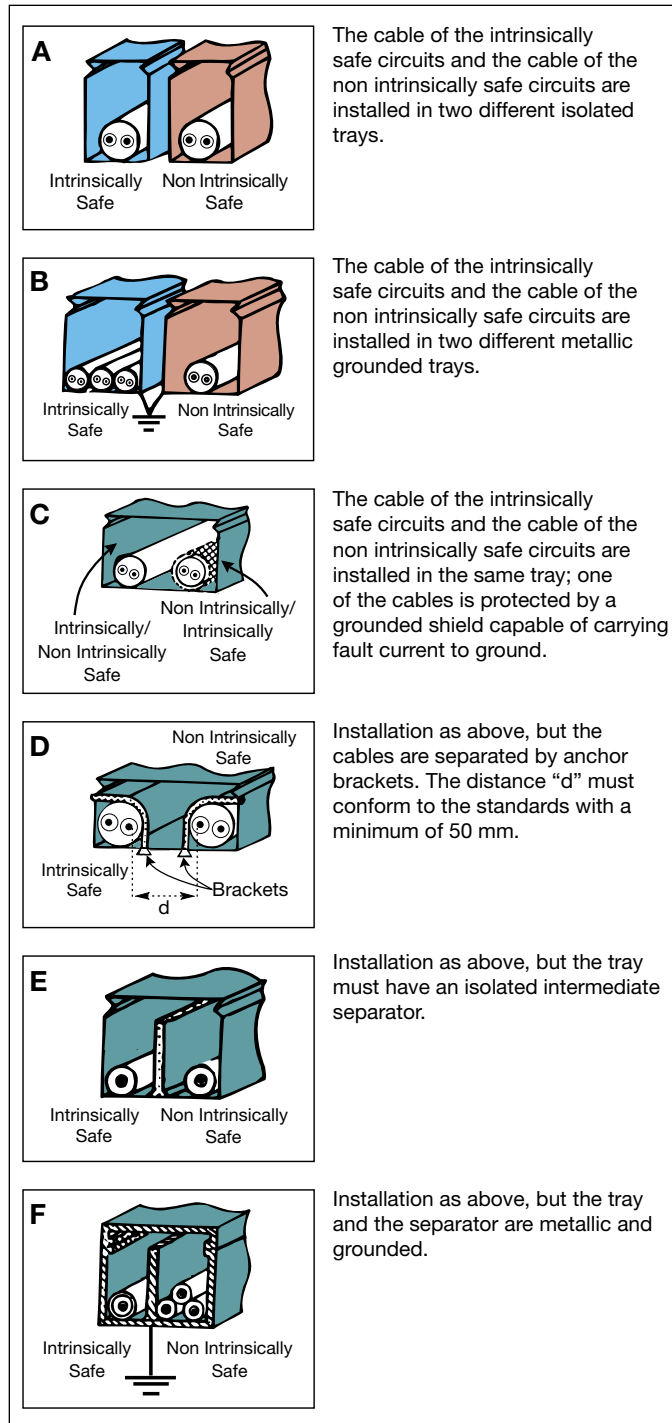 A
Intrinsically
Safe
Non Intrinsically
Safe
The cable of the intrinsically
safe circuits and the cable of the
non intrinsically safe circuits are
installed in two different isolated
trays.
B
Intrinsically
Safe
Non Intrinsically
Safe
The cable of the intrinsically
safe circuits and the cable of the
non intrinsically safe circuits are
installed in two different metallic
grounded trays.
C
Intrinsically/
Non Intrinsically
Safe
Non Intrinsically/
Intrinsically
Safe
The cable of the intrinsically
safe circuits and the cable of the
non intrinsically safe circuits are
installed in the same tray; one
of the cables is protected by a
grounded shield capable of carrying
fault current to ground.
D
Non Intrinsically
Safe
Intrinsically
Safe
Brackets
d
Installation as above, but the
cables are separated by anchor
brackets. The distance “d” must
conform to the standards with a
minimum of 50 mm.
E
Intrinsically
Safe
Non Intrinsically
Safe
Installation as above, but the tray
must have an isolated intermediate
separator.
F
Intrinsically
Safe
Non Intrinsically
Safe
Installation as above, but the tray
and the separator are metallic and
grounded.